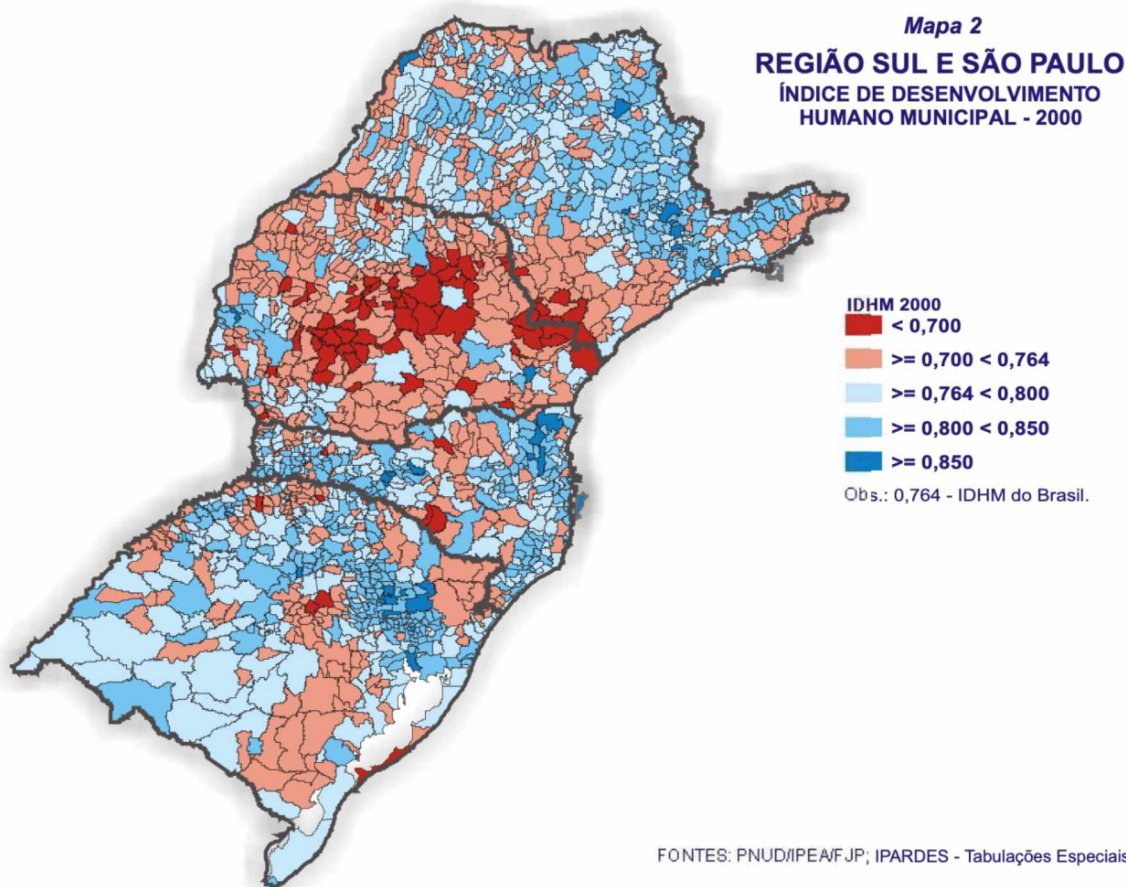 Mapa 2
REGIÃO SUL E SÃO PAULO
ÍNDICE DE DESENVOLVIMENTO
HUMANO MUNICIPAL - 2000
IDHM 2000
< 0,700
>= 0,700 < 0,764
>= 0,764 < 0,800
>= 0,800 < 0,850
>= 0,850
Obs.: 0,764 - IDHM do Brasil.
FONTES: PNUD/IPEA/FJP; IPARDES - Tabulações Especiais